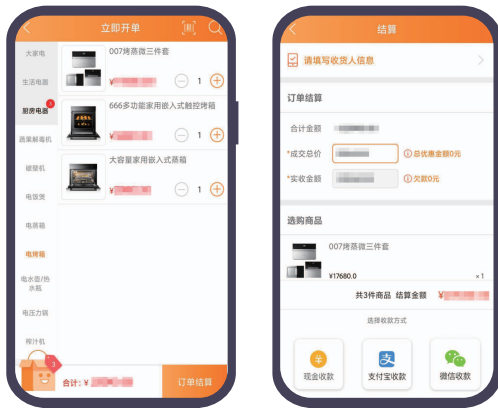 立即开单
大家电
生活电器
厨房电器
蔬果解毒机
破壁机
电饭煲
电蒸箱
电烤箱
电水壶/热
水瓶
电压力锅
榨汁机
007烤蒸微三件套
¥
1
666多功能家用嵌入式触控烤箱
¥
1
大容量家用嵌入式蒸箱
¥
1
3
合计: ¥
订单结算
结算
请填写收货人信息
订单结算
合计金额
*成交总价
总优惠金额0元
*实收金额
欠款0元
选购商品
007烤蒸微三件套
¥17680.0
×1
共3件商品 结算金额 ¥
选择收款方式
现金收款
支付宝收款
微信收款